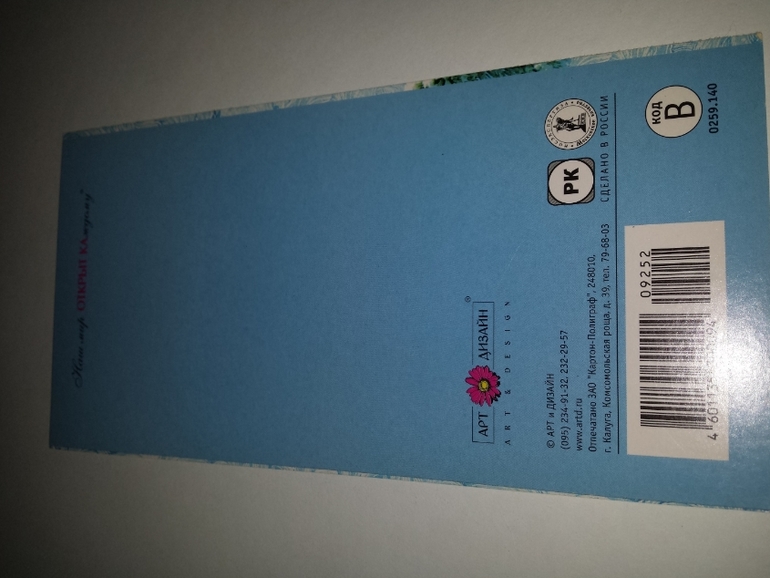 Наш мир ОТКРЫТ КАждому"
АРТ ДИЗАЙН ®
ART & DESIGN
© АРТ и ДИЗАЙН
(095) 234-91-32, 232-29-57
www.artd.ru
Отпечатано ЗАО "Картон-Полиграф", 248010,
г. Калуга, Комсомольская роща, д. 39, тел. 79-68-03
РК
СДЕЛАНО В РОССИИ
КОД
В
0259.140
09252